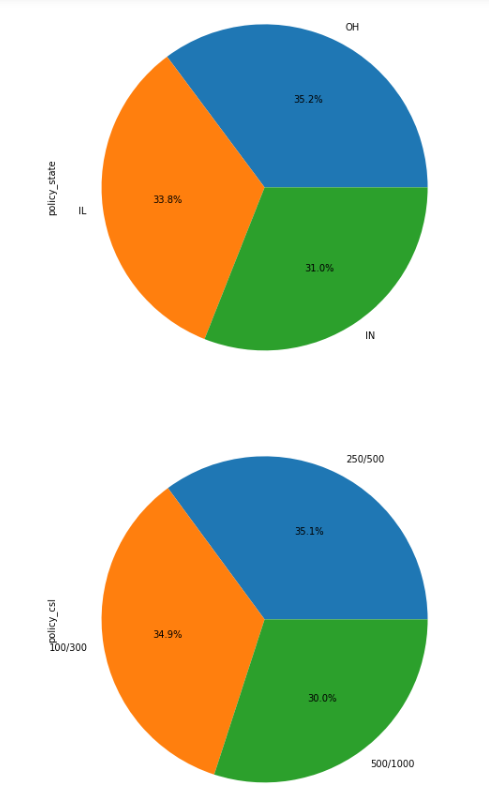 OH
35.2%
policy_state
33.8%
IL
31.0%
IN
250/500
35.1%
policy_csl
34.9%
100/300
30.0%
500/1000